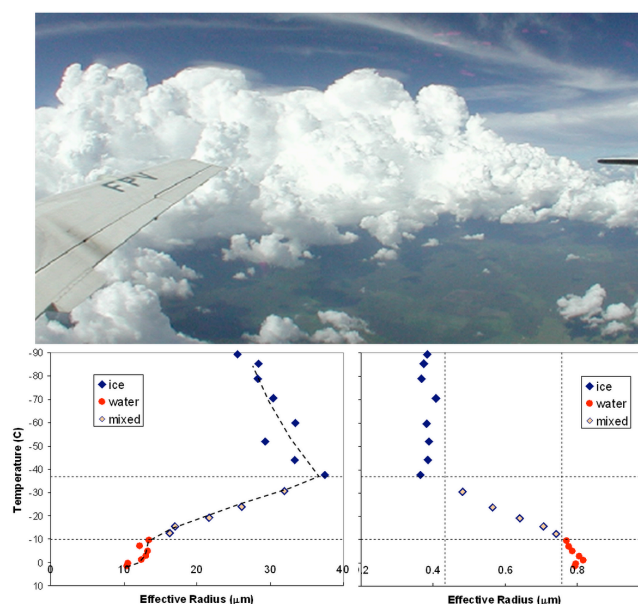 FPV
-90
-80
-70
-60
-50
-40
-30
-20
-10
0
10
Temperature (C)
ice
water
mixed
0 10 20 30 40
Effective Radius (μm)
ice
water
mixed
0.2 0.4 0.6 0.8
Effective Radius (μm)